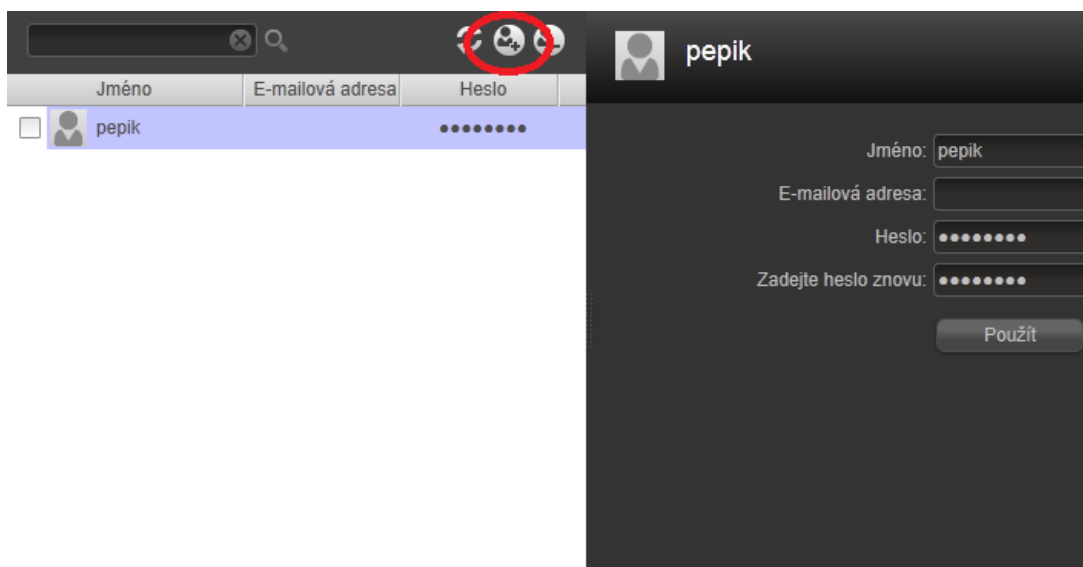 Jméno E-mailová adresa Heslo
pepik ••••••••
pepik
Jméno: pepik
E-mailová adresa:
Heslo: ••••••••
Zadejte heslo znovu: ••••••••
Použít